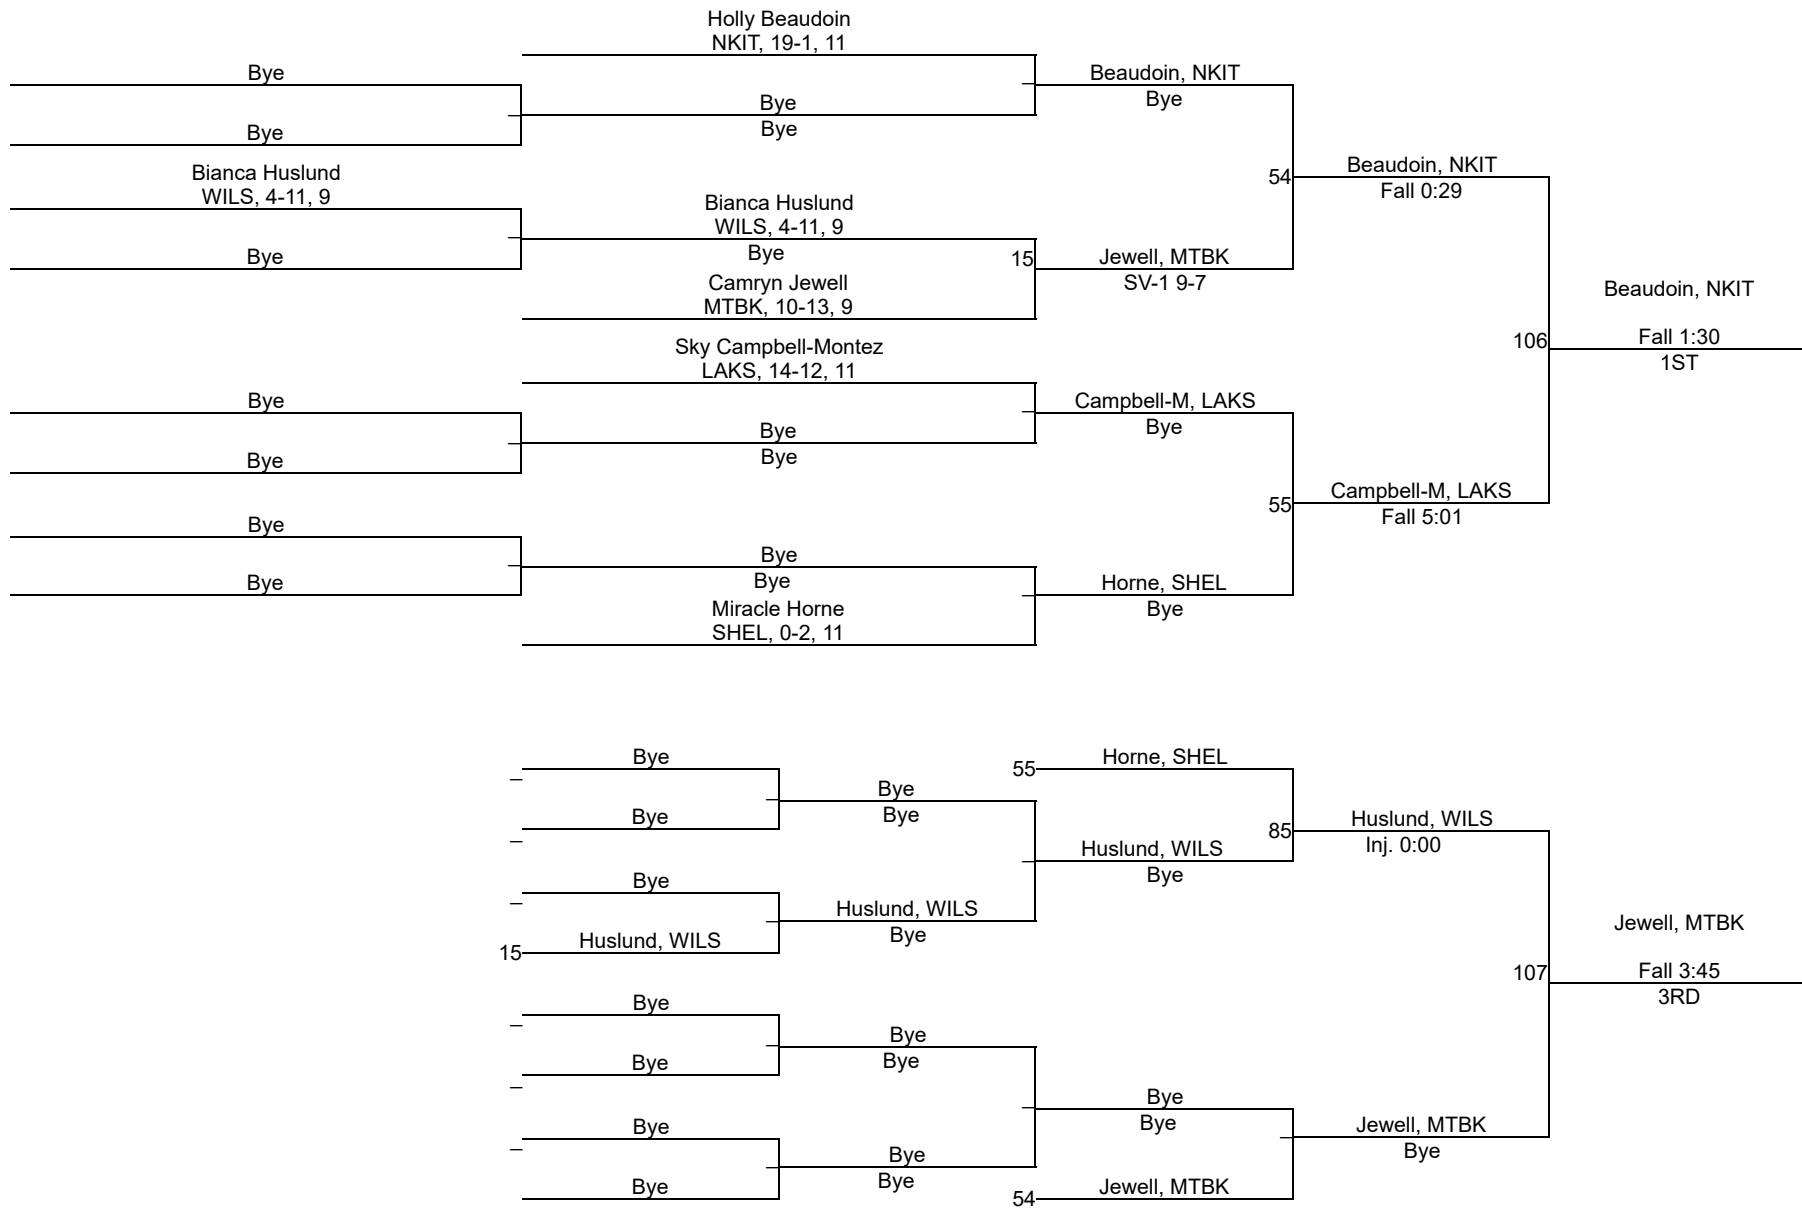 Holly Beaudoin
NKIT, 19-1, 11
Bye
Bye
Bye
Bye
Beaudoin, NKIT
Bye
Bianca Huslund
WILS, 4-11, 9
Bye
Bianca Huslund
WILS, 4-11, 9
Bye
Camryn Jewell
MTBK, 10-13, 9
15
Jewell, MTBK
SV-1 9-7
54
Beaudoin, NKIT
Fall 0:29
Sky Campbell-Montez
LAKS, 14-12, 11
Bye
Bye
Bye
Bye
Campbell-M, LAKS
Bye
Bye
Bye
Bye
Bye
Miracle Horne
SHEL, 0-2, 11
Horne, SHEL
Bye
55
Campbell-M, LAKS
Fall 5:01
106
Beaudoin, NKIT
Fall 1:30
1ST
Bye
Bye
Bye
Bye
Bye
15
Huslund, WILS
Huslund, WILS
Bye
55
Horne, SHEL
Huslund, WILS
Bye
85
Huslund, WILS
Inj. 0:00
Bye
Bye
Bye
Bye
Bye
Bye
Bye
Bye
Bye
Bye
54
Jewell, MTBK
Jewell, MTBK
Bye
107
Jewell, MTBK
Fall 3:45
3RD